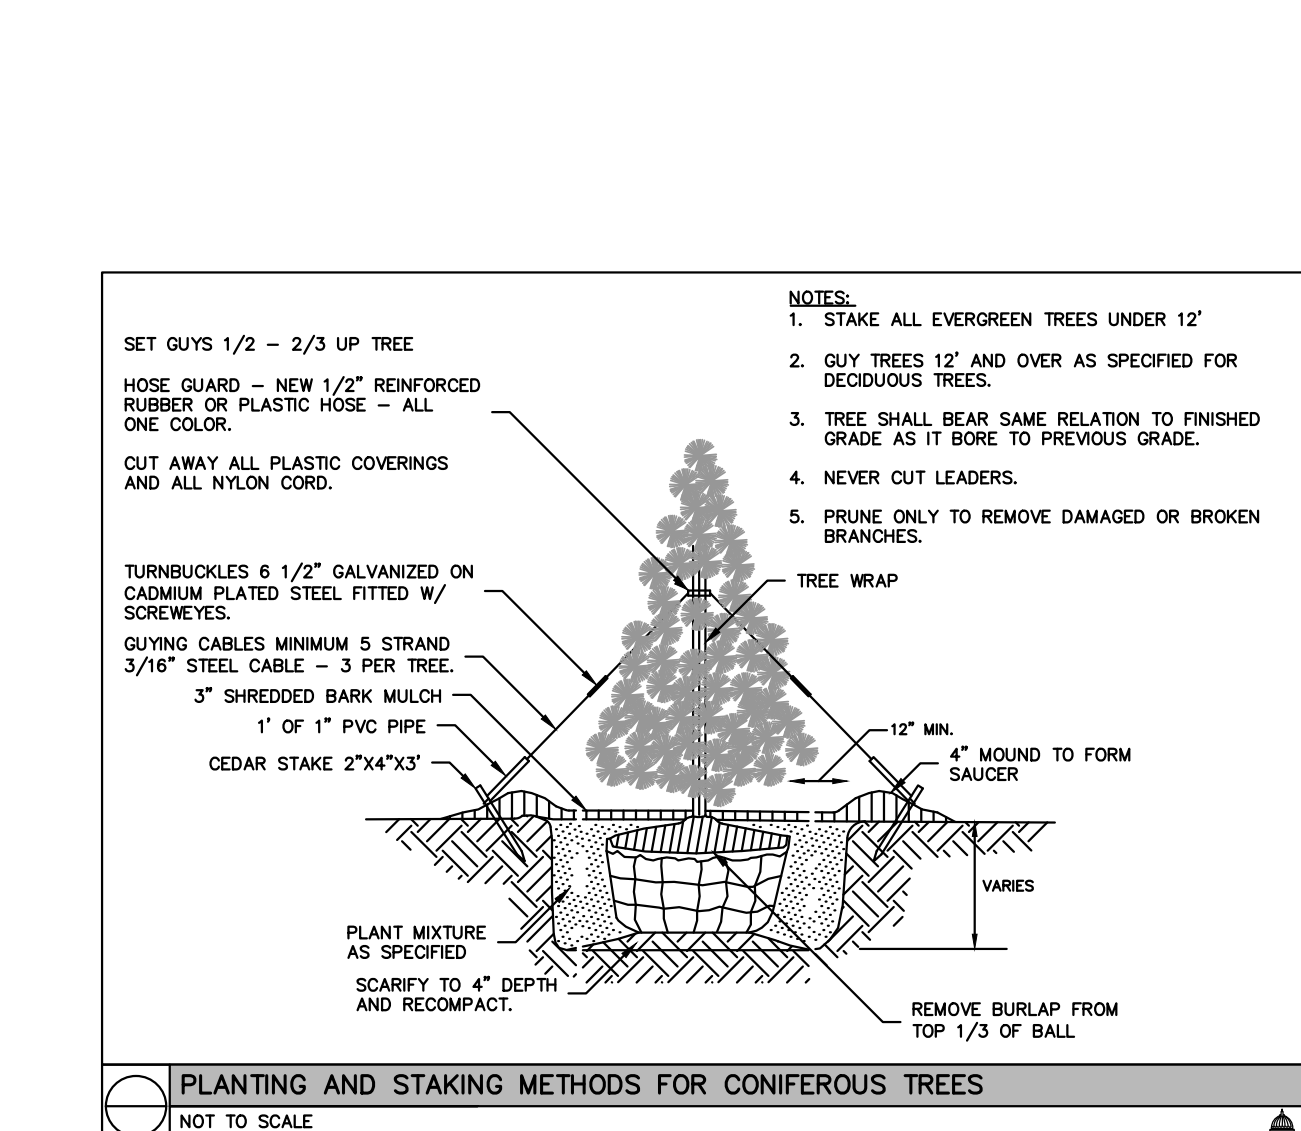 NOTES:
1. STAKE ALL EVERGREEN TREES UNDER 12'
2. GUY TREES 12' AND OVER AS SPECIFIED FOR
DECIDUOUS TREES.
3. TREE SHALL BEAR SAME RELATION TO FINISHED
GRADE AS IT BORE TO PREVIOUS GRADE.
4. NEVER CUT LEADERS.
5. PRUNE ONLY TO REMOVE DAMAGED OR BROKEN
BRANCHES.
SET GUYS 1/2 – 2/3 UP TREE
HOSE GUARD – NEW 1/2" REINFORCED
RUBBER OR PLASTIC HOSE – ALL
ONE COLOR.
CUT AWAY ALL PLASTIC COVERINGS
AND ALL NYLON CORD.
TURNBUCKLES 6 1/2" GALVANIZED ON
CADMIUM PLATED STEEL FITTED W/
SCREWEYES.
GUYING CABLES MINIMUM 5 STRAND
3/16" STEEL CABLE – 3 PER TREE.
3" SHREDDED BARK MULCH
1' OF 1" PVC PIPE
CEDAR STAKE 2"X4"X3'
TREE WRAP
12" MIN.
4" MOUND TO FORM
SAUCER
VARIES
PLANT MIXTURE
AS SPECIFIED
SCARIFY TO 4" DEPTH
AND RECOMPACT.
REMOVE BURLAP FROM
TOP 1/3 OF BALL
PLANTING AND STAKING METHODS FOR CONIFEROUS TREES
NOT TO SCALE